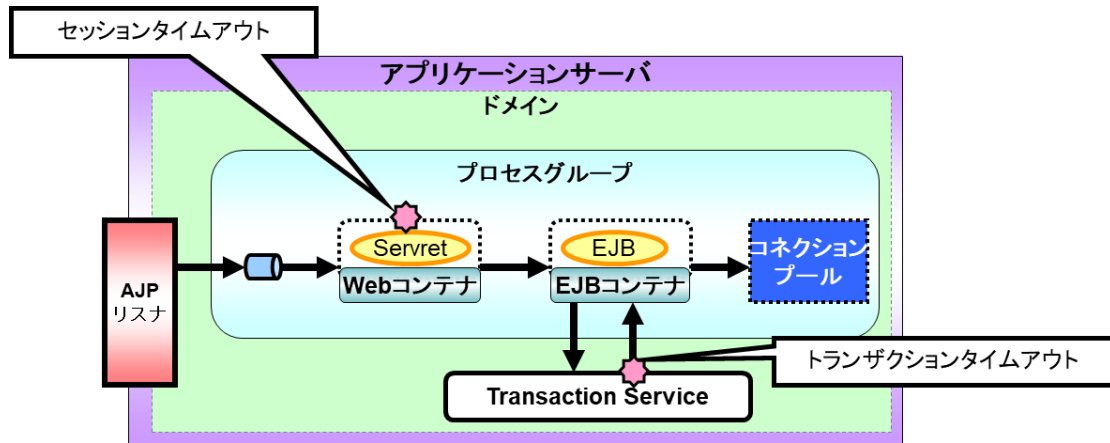 セッションタイムアウト
アプリケーションサーバ
ドメイン
プロセスグループ
Servret
EJB
コネクション
プール
Webコンテナ
EJBコンテナ
AJP
リスナ
トランザクションタイムアウト
Transaction Service